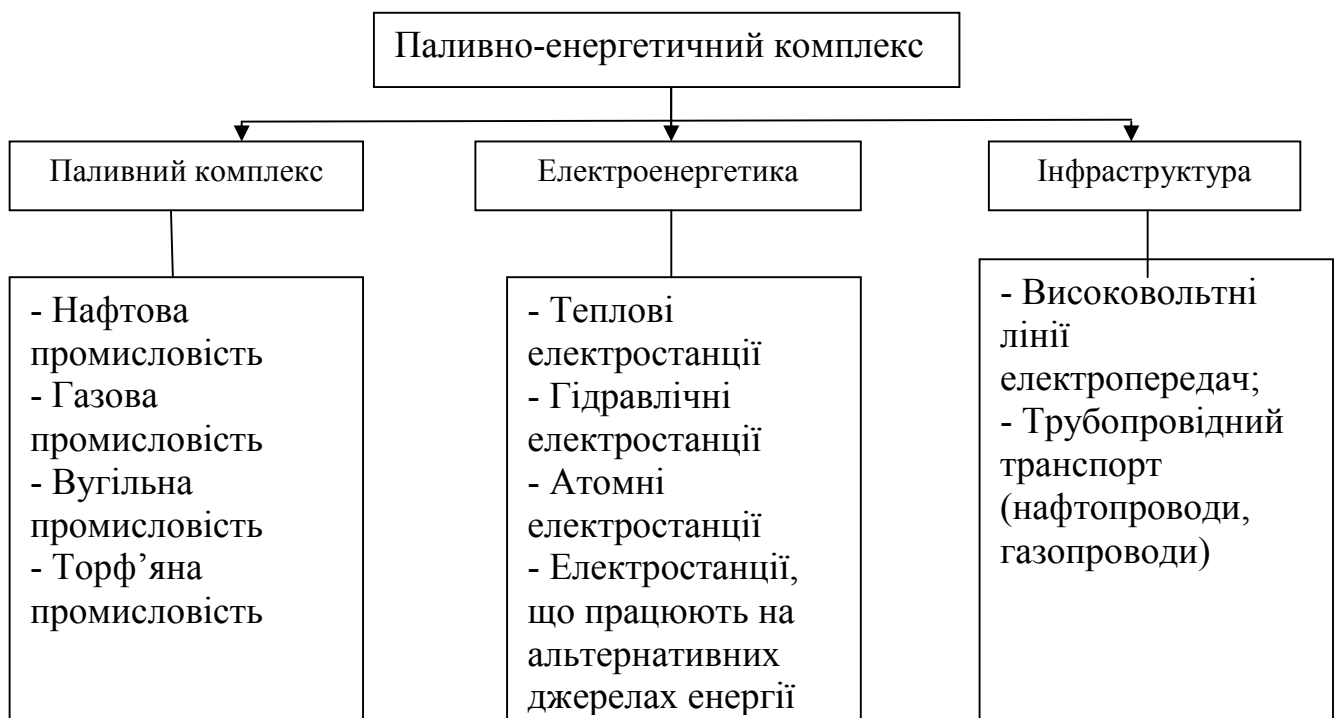 Паливно-енергетичний комплекс
Паливний комплекс
Електроенергетика
Інфраструктура
- Нафтова
промисловість
- Газова
промисловість
- Вугільна
промисловість
- Торф’яна
промисловість
- Теплові
електростанції
- Гідравлічні
електростанції
- Атомні
електростанції
- Електростанції,
що працюють на
альтернативних
джерелах енергії
- Високовольтні
лінії
електропередач;
- Трубопровідний
транспорт
(нафтопроводи,
газопроводи)